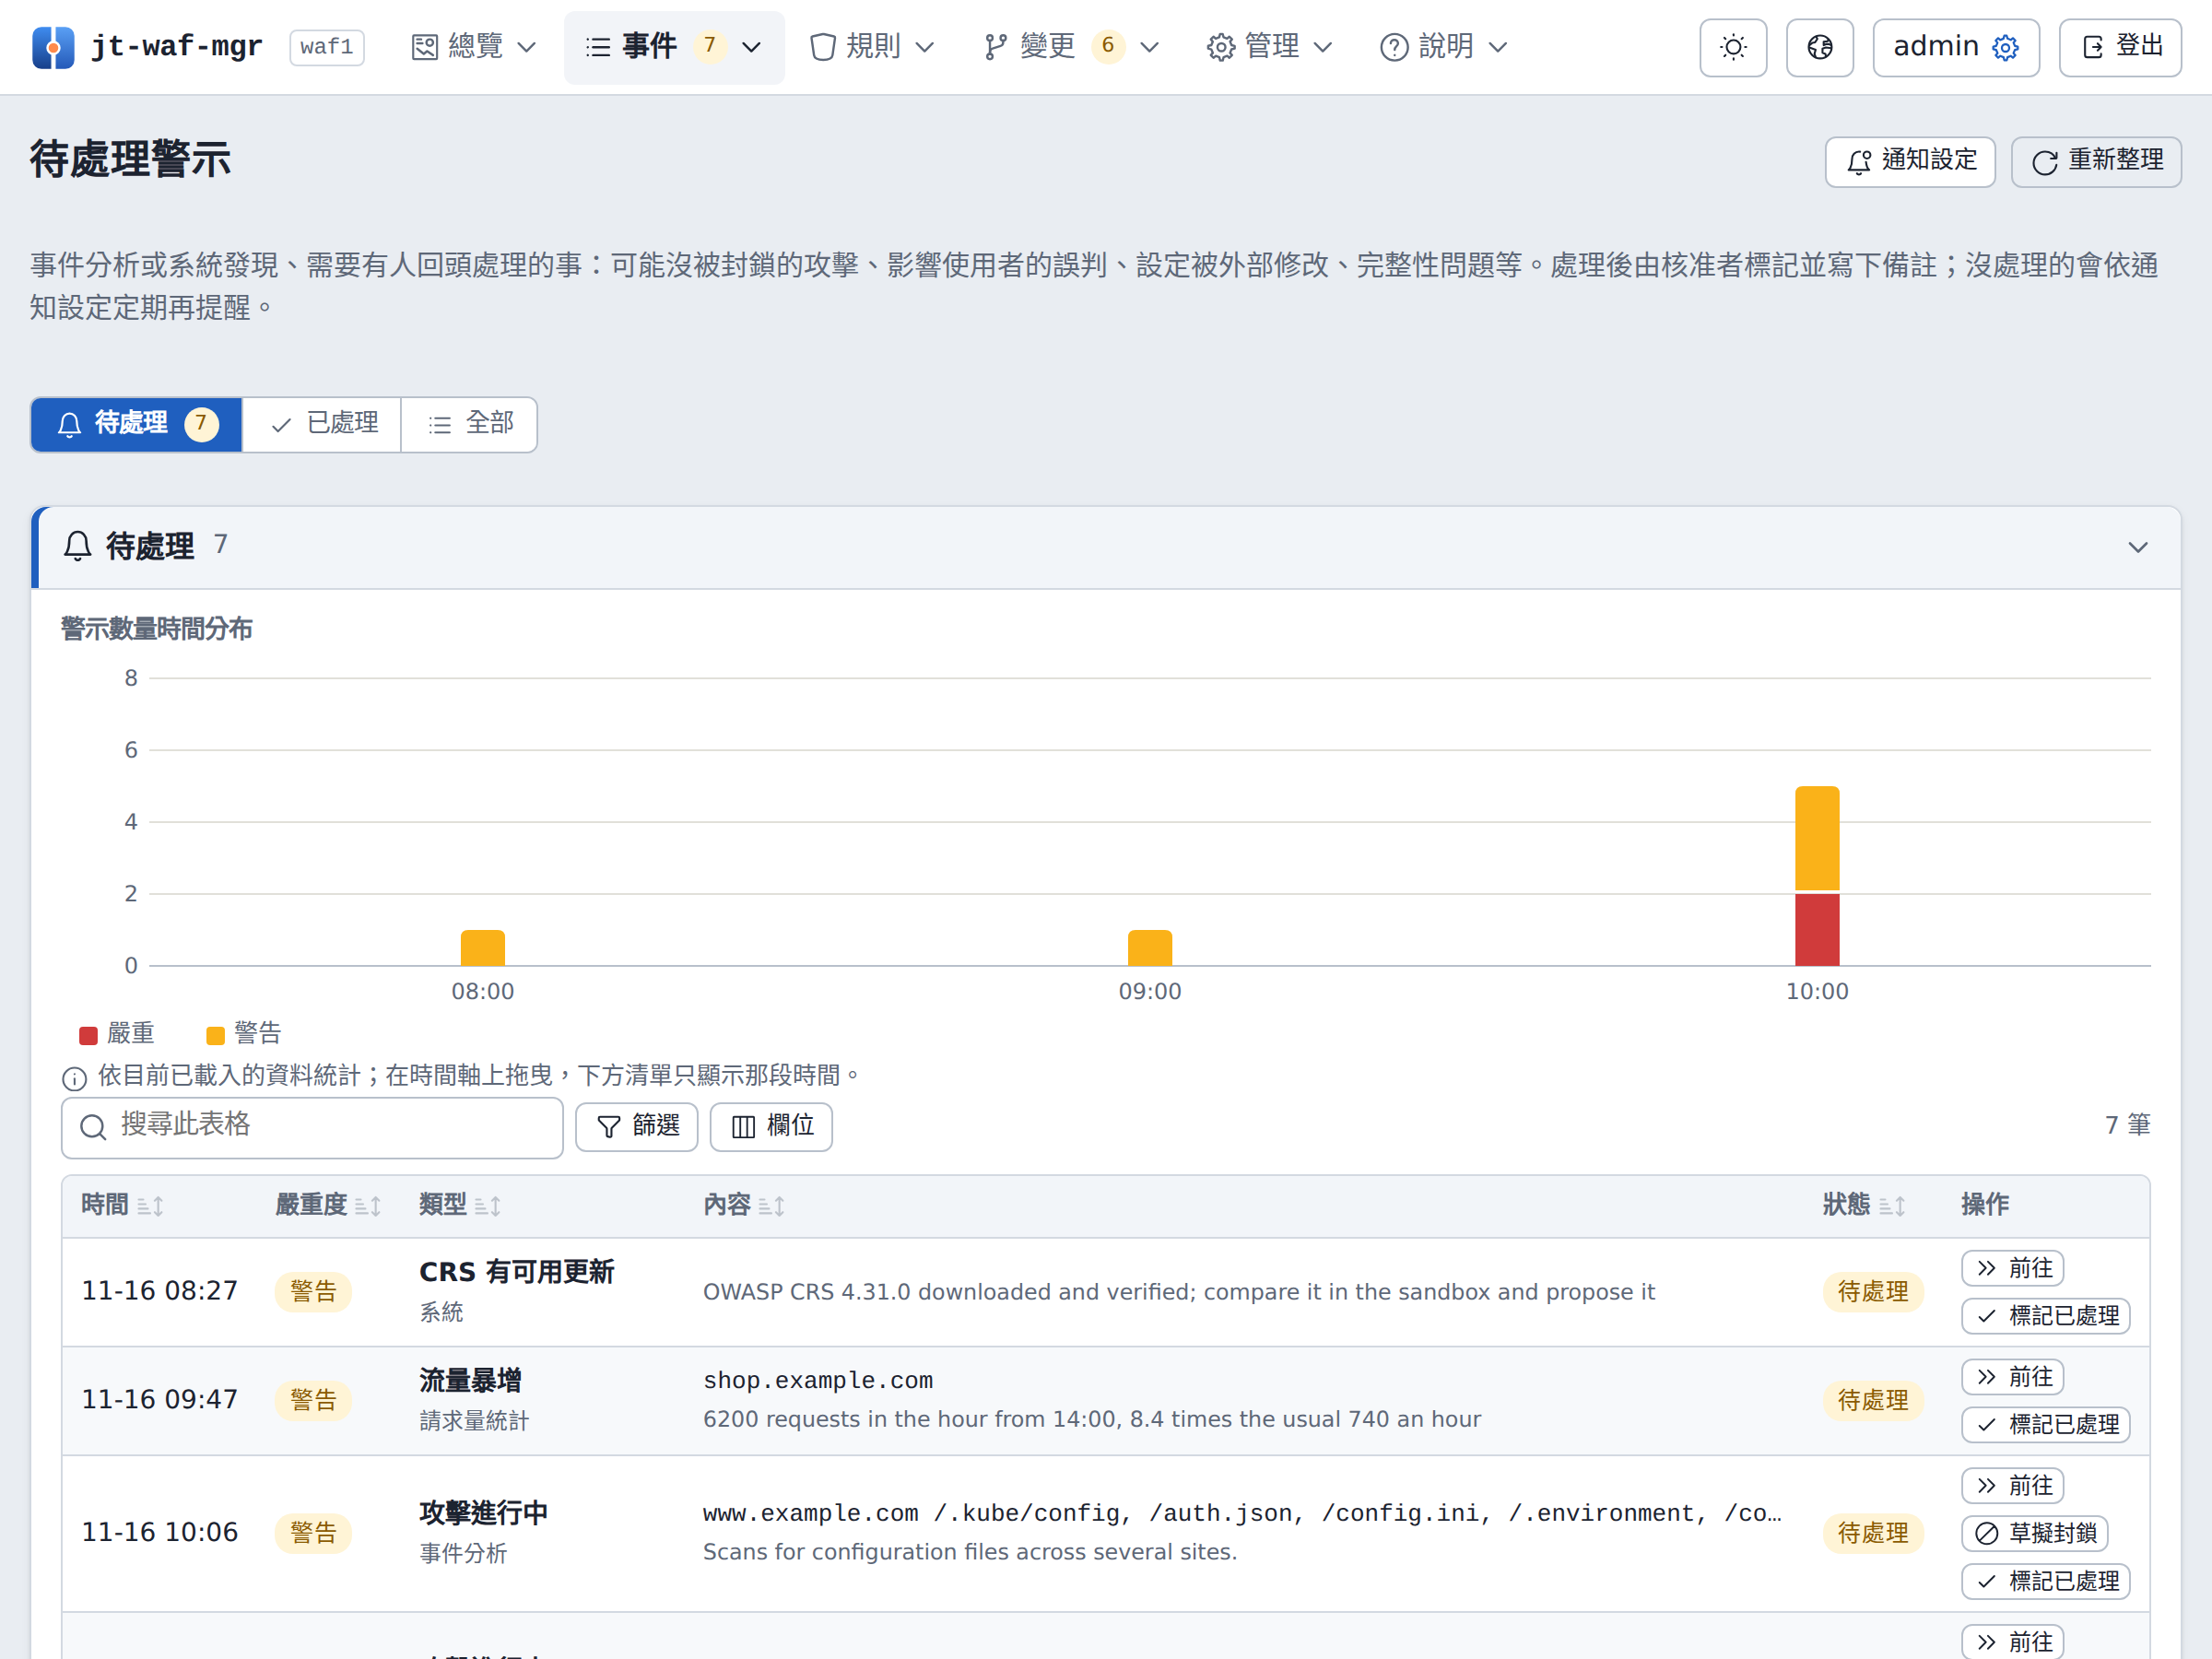 jt-waf-mgr waf1 總覽 事件 7 規則 變更 6 管理 說明 admin 登出
待處理警示
通知設定 重新整理
事件分析或系統發現、需要有人回頭處理的事：可能沒被封鎖的攻擊、影響使用者的誤判、設定被外部修改、完整性問題等。處理後由核准者標記並寫下備註；沒處理的會依通
知設定定期再提醒。
待處理 7 已處理 全部
待處理 7
警示數量時間分布
8
6
4
2
0
08:00 09:00 10:00
嚴重 警告
依目前已載入的資料統計；在時間軸上拖曳，下方清單只顯示那段時間。
搜尋此表格 篩選 欄位 7 筆
時間 嚴重度 類型 內容 狀態 操作
11-16 08:27 警告 CRS 有可用更新 OWASP CRS 4.31.0 downloaded and verified; compare it in the sandbox and propose it 待處理 前往
系統 標記已處理
11-16 09:47 警告 流量暴增 shop.example.com 待處理 前往
請求量統計 6200 requests in the hour from 14:00, 8.4 times the usual 740 an hour 標記已處理
前往
11-16 10:06 警告 攻擊進行中 www.example.com /.kube/config, /auth.json, /config.ini, /.environment, /co… 待處理 草擬封鎖
事件分析 Scans for configuration files across several sites. 標記已處理
前往